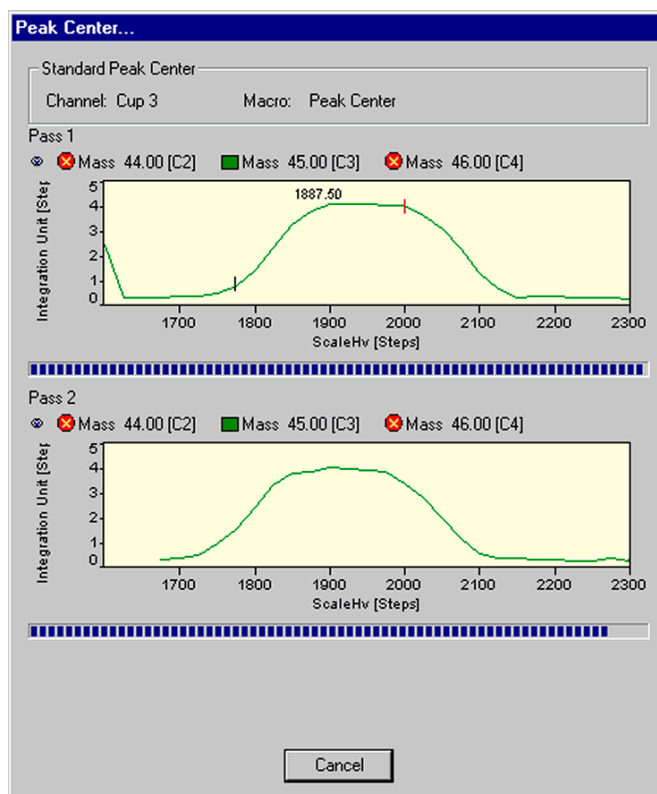 Peak Center...
Standard Peak Center
Channel: Cup 3 Macro: Peak Center
Pass 1
Mass 44.00 [C2] Mass 45.00 [C3] Mass 46.00 [C4]
Integration Unit [Step
5
4
3
2
1
0
1887.50
1700 1800 1900 2000 2100 2200 2300
ScaleHv [Steps]
Pass 2
Mass 44.00 [C2] Mass 45.00 [C3] Mass 46.00 [C4]
Integration Unit [Step
5
4
3
2
1
0
1700 1800 1900 2000 2100 2200 2300
ScaleHv [Steps]
Cancel